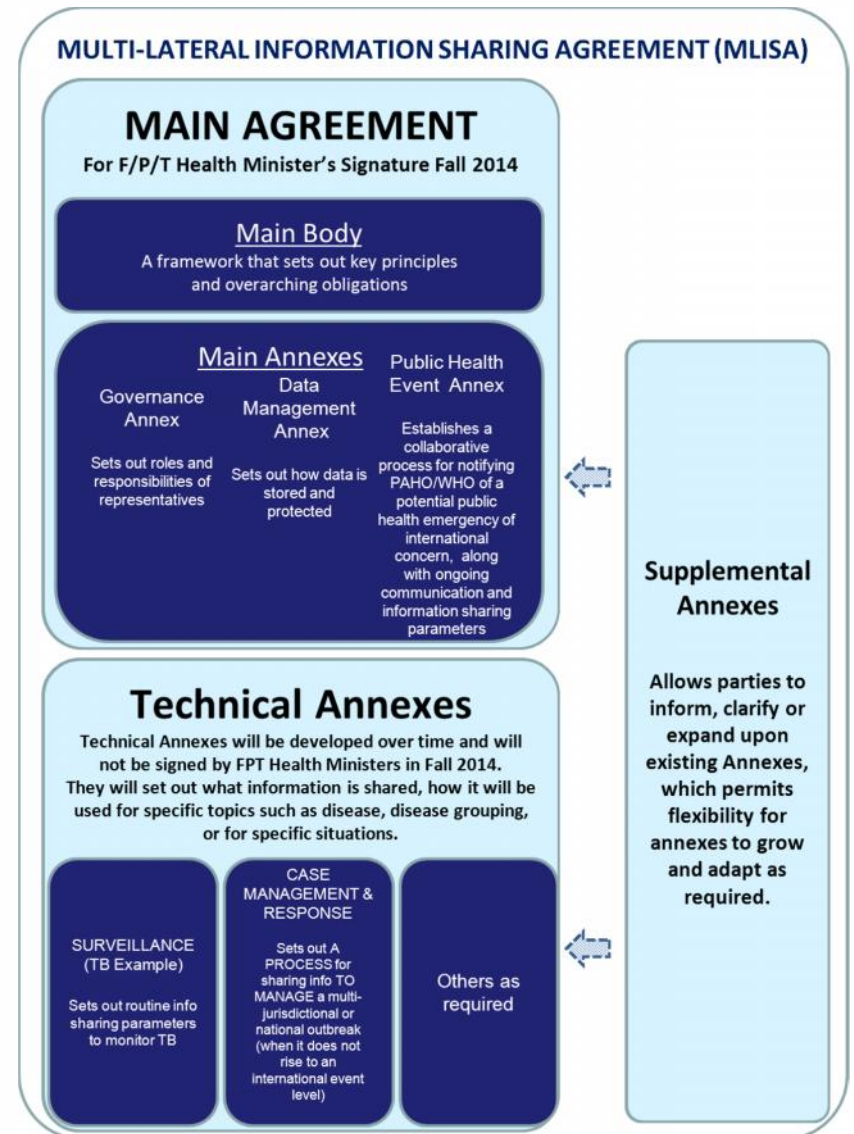 MULTI-LATERAL INFORMATION SHARING AGREEMENT (MLISA)
MAIN AGREEMENT
For F/P/T Health Minister's Signature Fall 2014
Main Body
A framework that sets out key principles
and overarching obligations
Main Annexes
Governance
Annex
Sets out roles and
responsibilities of
representatives
Data
Management
Annex
Sets out how data is
stored and
protected
Public Health
Event Annex
Establishes a
collaborative
process for notifying
PAHO/WHO of a
potential public
health emergency of
international
concern, along
with ongoing
communication and
information sharing
parameters
Technical Annexes
Technical Annexes will be developed over time and will
not be signed by FPT Health Ministers in Fall 2014.
They will set out what information is shared, how it will be
used for specific topics such as disease, disease grouping,
or for specific situations.
SURVEILLANCE
(TB Example)
Sets out routine info
sharing parameters
to monitor TB
CASE
MANAGEMENT &
RESPONSE
Sets out A
PROCESS for
sharing info TO
MANAGE a multi-
jurisdictional or
national outbreak
(when it does not
rise to an
international event
level)
Others as
required
Supplemental
Annexes
Allows parties to
inform, clarify or
expand upon
existing Annexes,
which permits
flexibility for
annexes to grow
and adapt as
required.